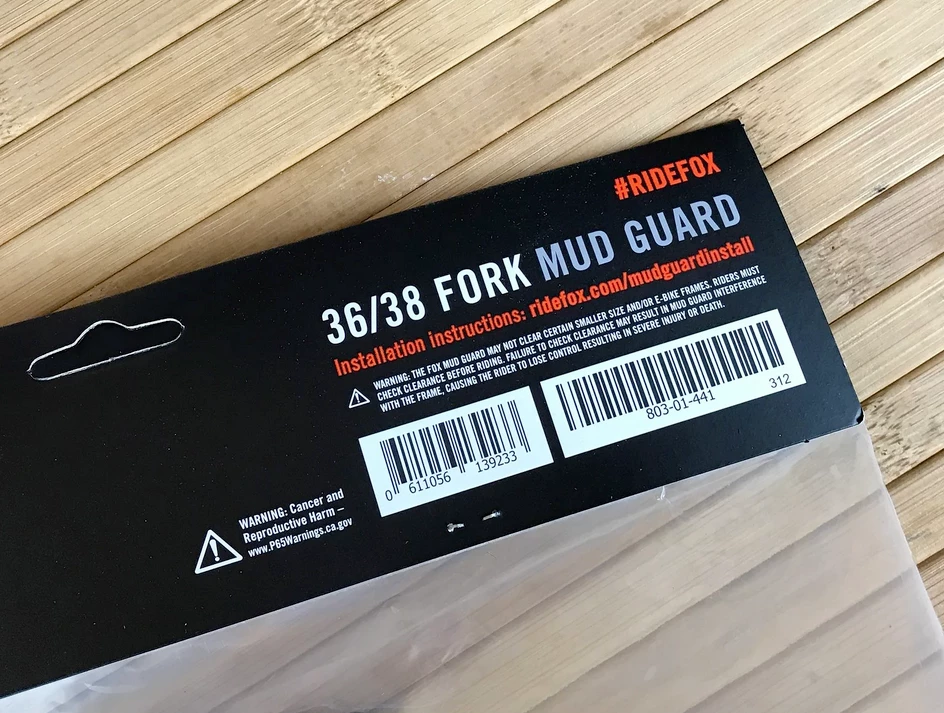 #RIDEFOX
36/38 FORK MUD GUARD
Installation instructions: ridefox.com/mudguardinstall
WARNING: THE FOX MUD GUARD MAY NOT CLEAR CERTAIN SMALLER SIZE AND/OR E-BIKE FRAMES. RIDERS MUST
CHECK CLEARANCE BEFORE RIDING. FAILURE TO CHECK CLEARANCE MAY RESULT IN MUD GUARD INTERFERENCE
WITH THE FRAME, CAUSING THE RIDER TO LOSE CONTROL RESULTING IN SEVERE INJURY OR DEATH.
0 611056 139233
803-01-441
312
WARNING: Cancer and
Reproductive Harm –
www.P65Warnings.ca.gov